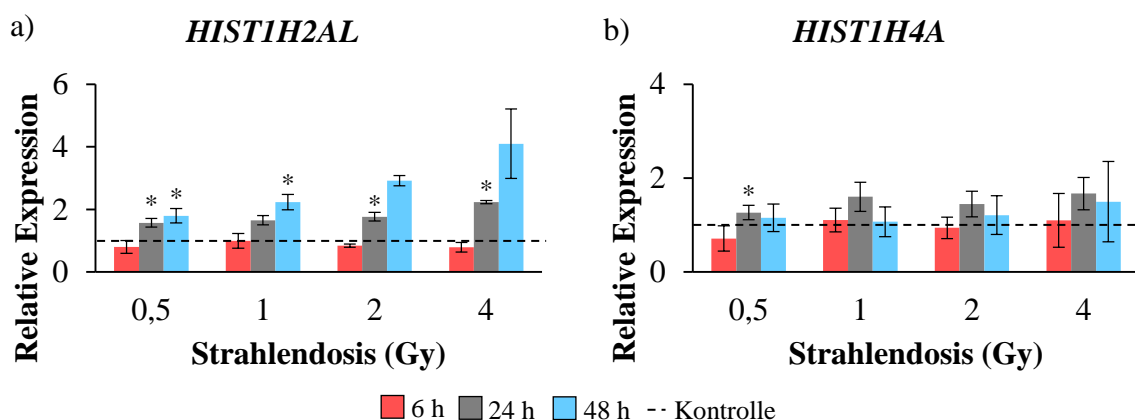 a) HIST1H2AL
Relative Expression
6
4
2
0
* * * * *
0,5 1 2 4
Strahlendosis (Gy)
b) HIST1H4A
Relative Expression
4
2
0
*
0,5 1 2 4
Strahlendosis (Gy)
6 h 24 h 48 h -- Kontrolle